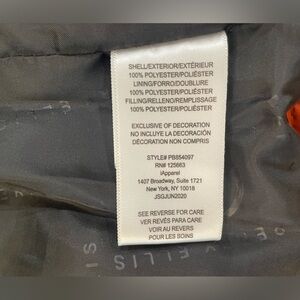 SHELL/EXTERIOR/EXTÉRIEUR
100% POLYESTER/POLIÉSTER
LINING/FORRO/DOUBLURE
100% POLYESTER/POLIÉSTER
FILLING/RELLENO/REMPLISSAGE
100% POLYESTER/POLIÉSTER
EXCLUSIVE OF DECORATION
NO INCLUYE LA DECORACIÓN
DÉCORATION NON COMPRIS
STYLE# PB854097
RN# 125663
iApparel
1407 Broadway, Suite 1721
New York, NY 10018
JSGJUN2020
SEE REVERSE FOR CARE
VER REVÉS PARA CARE
VOIR AU REVERS
POUR LES SOINS
ELLIS